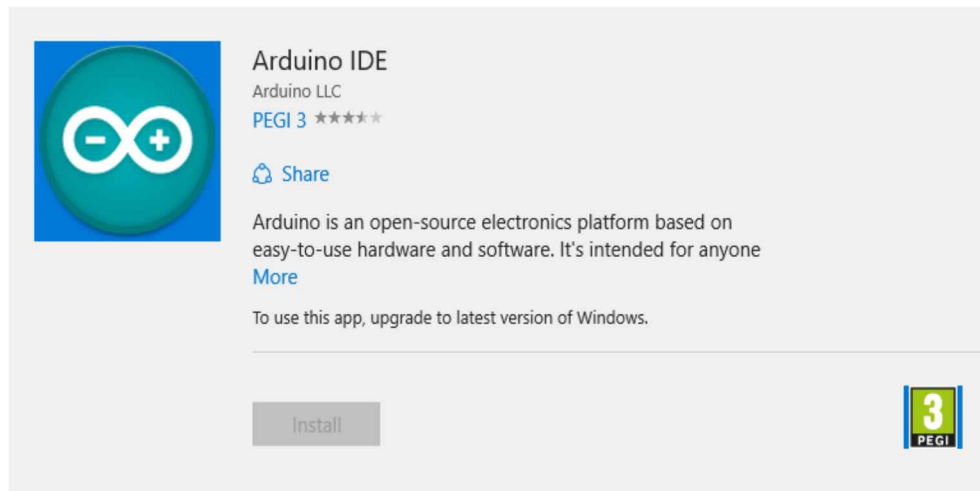 Arduino IDE
Arduino LLC
PEGI 3
Share
Arduino is an open-source electronics platform based on
easy-to-use hardware and software. It's intended for anyone
More
To use this app, upgrade to latest version of Windows.
Install
3
PEGI